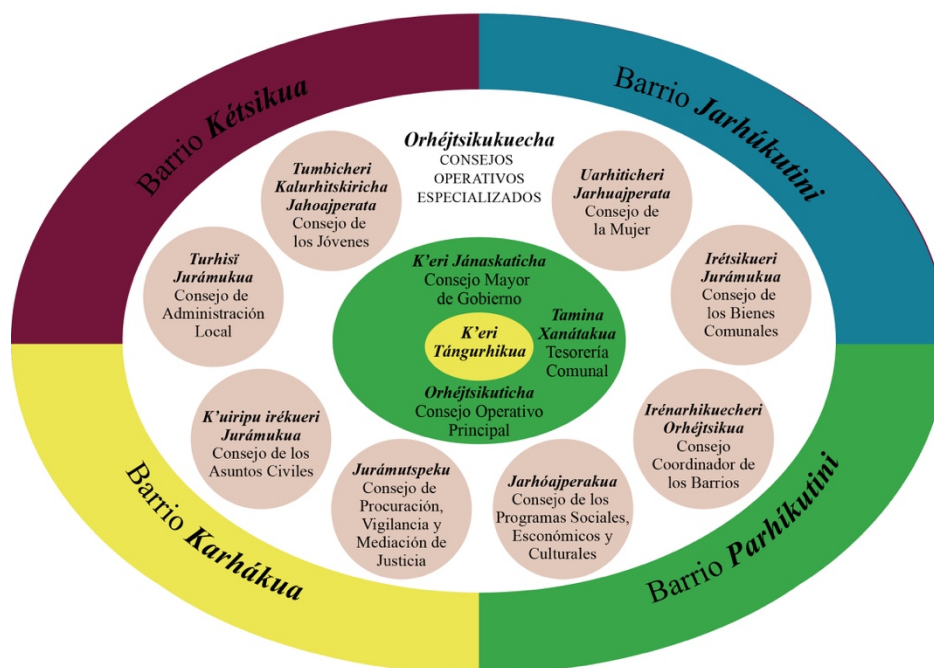 Barrio Kétsikua
Barrio Jarhúkutini
Orhéjtsikukuecha
CONSEJOS
OPERATIVOS
ESPECIALIZADOS
Tumbicheri
Kalurhitskiricha
Jahoajperata
Consejo de
los Jóvenes
Uarhiticheri
Jarhuajperata
Consejo de
la Mujer
Turhisï
Jurámukua
Consejo de
Administración
Local
Irétsikueri
Jurámukua
Consejo de
los Bienes
Comunales
K'eri Jánaskaticha
Consejo Mayor
de Gobierno
Tamina
Xanátakua
Tesorería
Comunal
K'eri
Tángurhikua
Orhéjtsikuticha
Consejo Operativo
Principal
K'uiripu irékueri
Jurámukua
Consejo de los
Asuntos Civiles
Irénarhikuecheri
Orhéjtsikua
Consejo
Coordinador de
los Barrios
Jurámutspeku
Consejo de
Procuración,
Vigilancia y
Mediación de
Justicia
Jarhóajperakua
Consejo de los
Programas Sociales,
Esconómicos y
Culturales
Barrio Karhákua
Barrio Parhíkutini